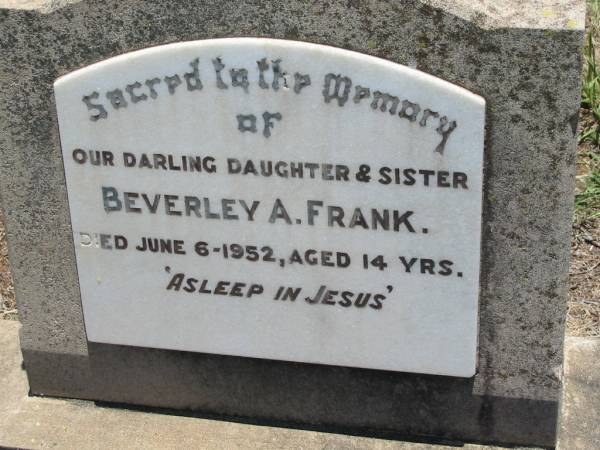 Sacred to the Memory
of
OUR DARLING DAUGHTER & SISTER
BEVERLEY A. FRANK.
DIED JUNE 6-1952, AGED 14 YRS.
'ASLEEP IN JESUS'